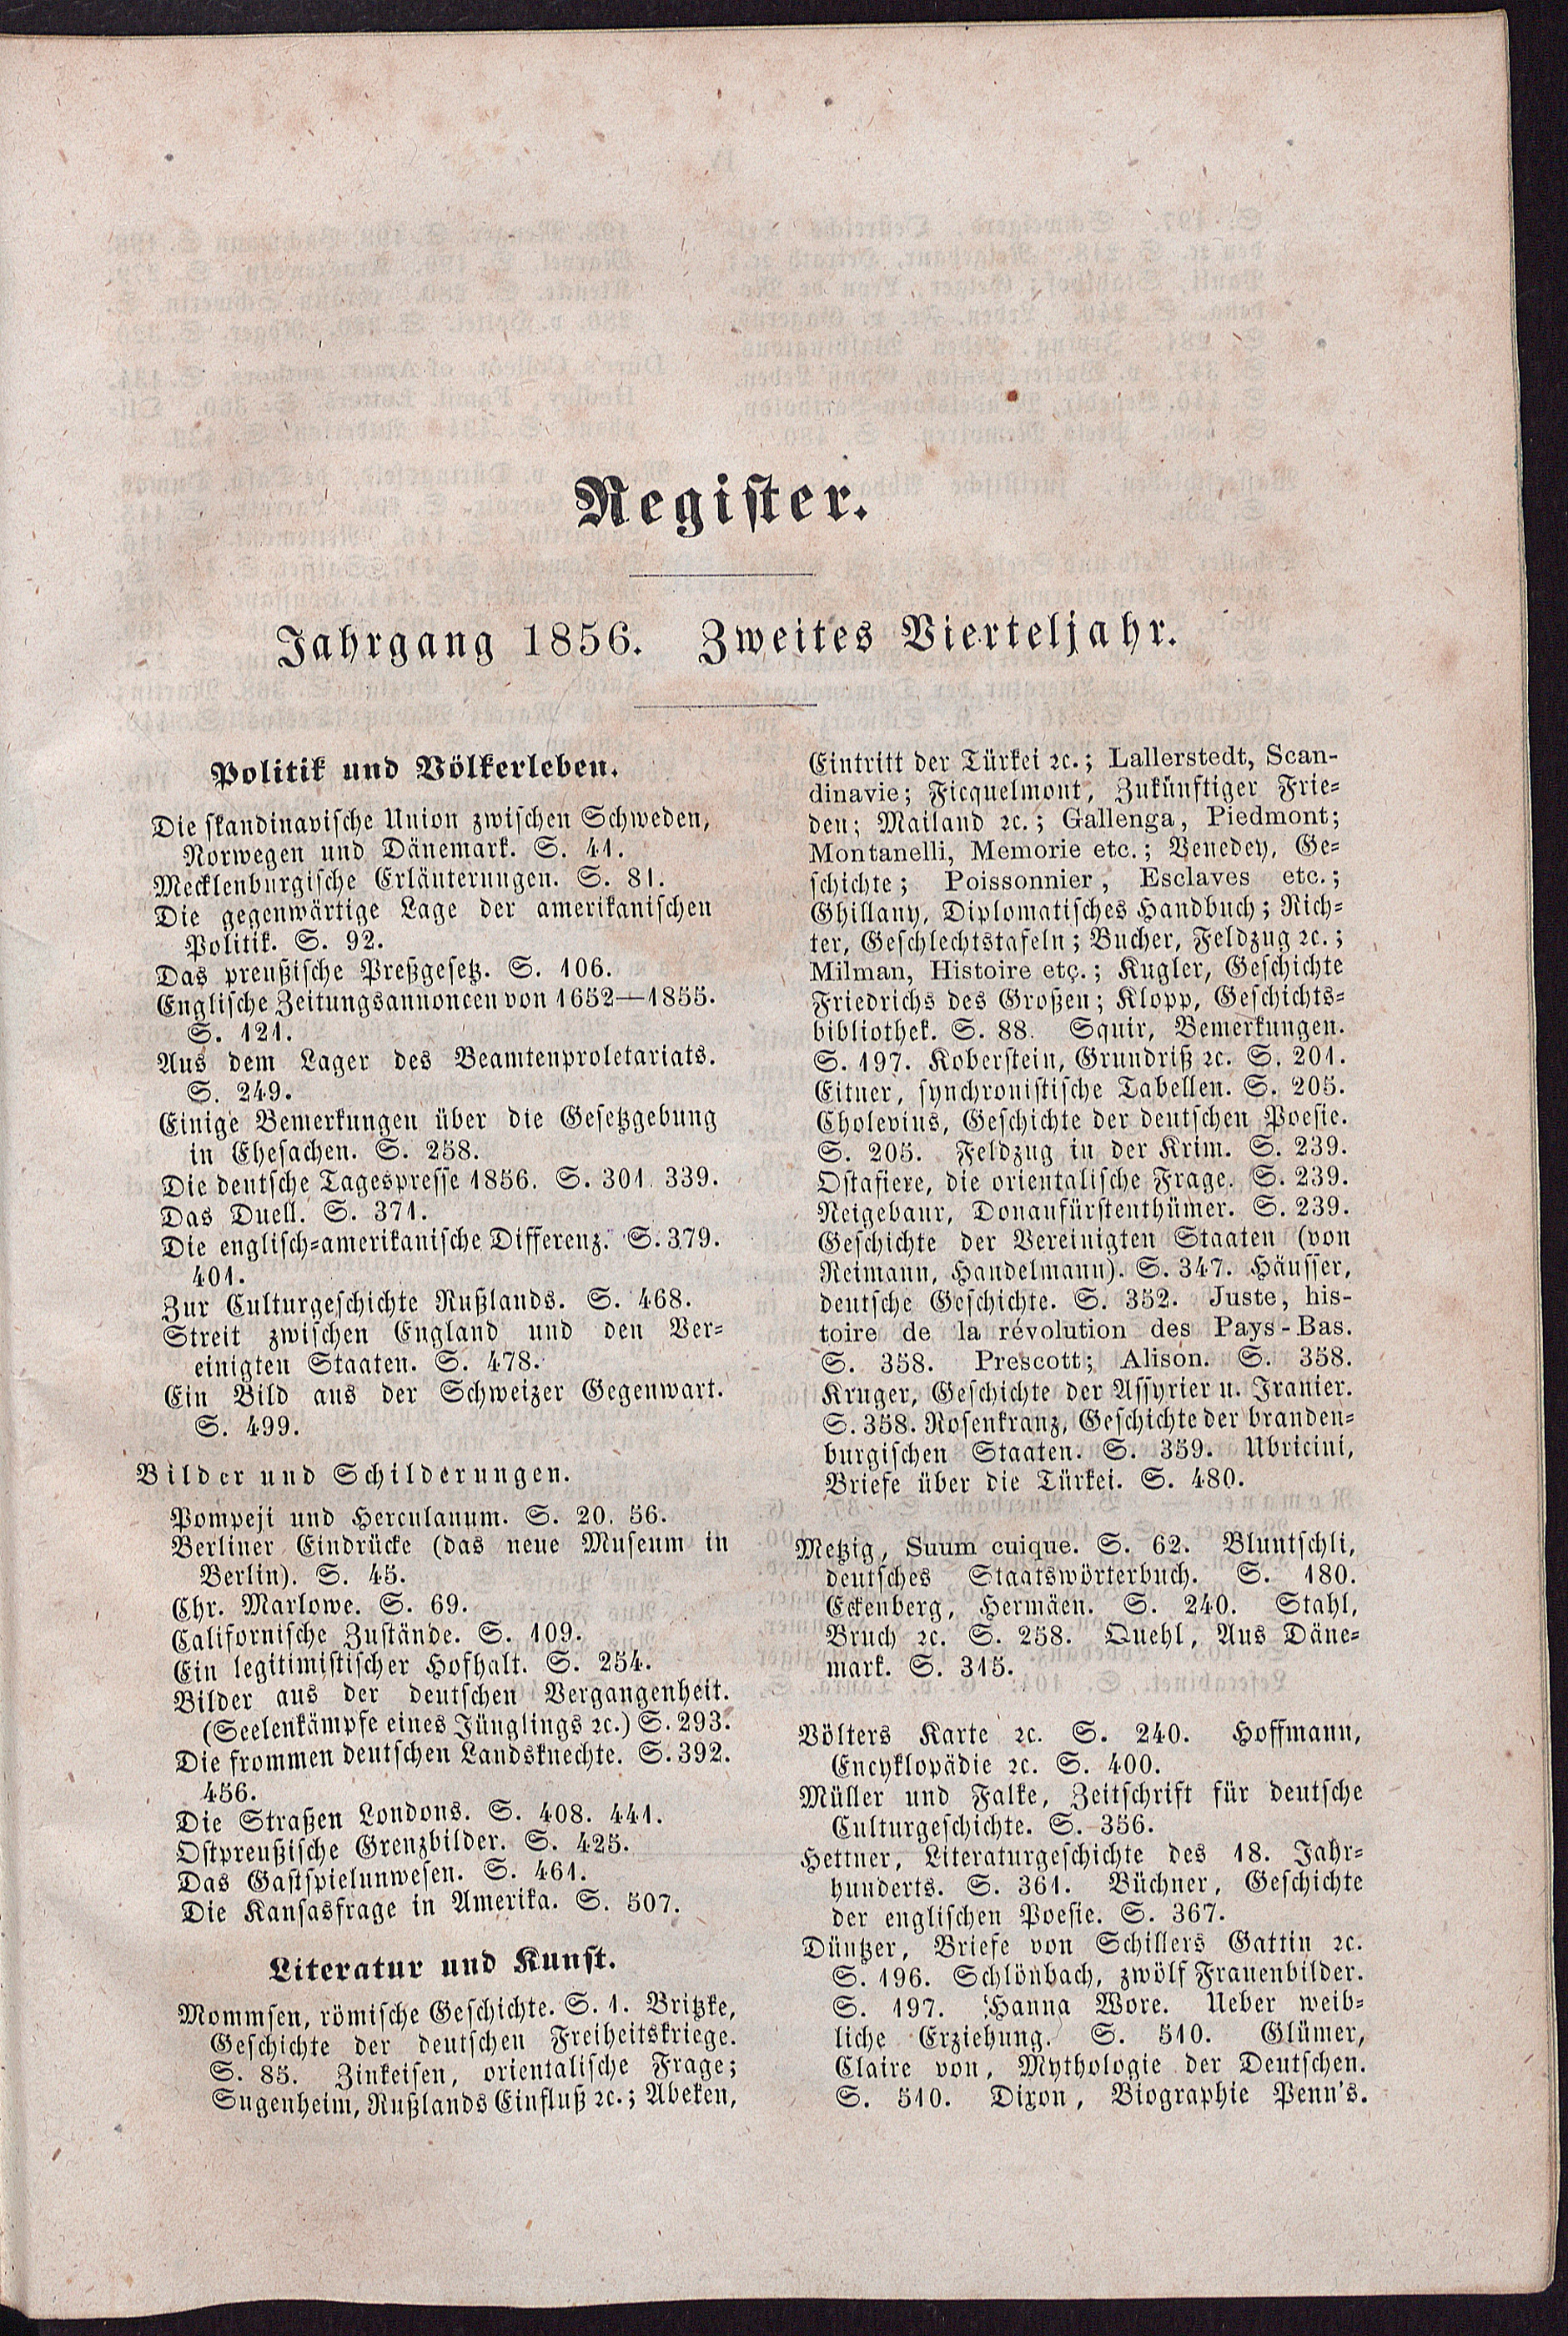 Register.
Jahrgang 1856. Zweites Vierteljahr.
Politik und Völkerleben.
Die skandinavische Union zwischen Schweden,
Norwegen und Dänemark. S. 41.
Mecklenburgische Erläuterungen. S. 81.
Die gegenwärtige Lage der amerikanischen
Politik. S. 92.
Das preußische Preßgesetz. S. 106.
Englische Zeitungsannoncen von 1652—1855.
S. 121.
Aus dem Lager des Beamtenproletariats.
S. 249.
Einige Bemerkungen über die Gesetzgebung
in Ehesachen. S. 258.
Die deutsche Tagespresse 1856. S. 301. 339.
Das Duell. S. 371.
Die englisch-amerikanische Differenz. S. 379.
401.
Zur Culturgeschichte Rußlands. S. 468.
Streit zwischen England und den Ver-
einigten Staaten. S. 478.
Ein Bild aus der Schweizer Gegenwart.
S. 499.
Bilder und Schilderungen.
Pompeji und Herculanum. S. 20. 56.
Berliner Eindrücke (das neue Museum in
Berlin). S. 45.
Chr. Marlowe. S. 69.
Californische Zustände. S. 109.
Ein legitimistischer Hofhalt. S. 254.
Bilder aus der deutschen Vergangenheit.
(Seelenkämpfe eines Jünglings ꝛc.) S. 293.
Die frommen deutschen Landsknechte. S. 392.
456.
Die Straßen Londons. S. 408. 441.
Ostpreußische Grenzbilder. S. 425.
Das Gastspielunwesen. S. 461.
Die Kansasfrage in Amerika. S. 507.
Literatur und Kunst.
Mommsen, römische Geschichte. S. 1. Britzke,
Geschichte der deutschen Freiheitskriege.
S. 85. Zinkeisen, orientalische Frage;
Sugenheim, Rußlands Einfluß ꝛc.; Abeken,
Eintritt der Türkei ꝛc.; Lallerstedt, Scan-
dinavie; Ficquelmont, Zukünftiger Frie-
den; Mailand ꝛc.; Gallenga, Piedmont;
Montanelli, Memorie etc.; Venedey, Ge-
schichte; Poissonnier, Esclaves etc.;
Ghillany, Diplomatisches Handbuch; Rich-
ter, Geschlechtstafeln; Bucher, Feldzug ꝛc.;
Milman, Histoire etç.; Kugler, Geschichte
Friedrichs des Großen; Klopp, Geschichts-
bibliothek. S. 88. Squir, Bemerkungen.
S. 197. Koberstein, Grundriß ꝛc. S. 201.
Eitner, synchronistische Tabellen. S. 205.
Cholevius, Geschichte der deutschen Poesie.
S. 205. Feldzug in der Krim. S. 239.
Ostafiere, die orientalische Frage. S. 239.
Neigebaur, Donaufürstenthümer. S. 239.
Geschichte der Vereinigten Staaten (von
Reimann, Handelmann). S. 347. Häusser,
deutsche Geschichte. S. 352. Juste, his-
toire de la révolution des Pays-Bas.
S. 358. Prescott; Alison. S. 358.
Kruger, Geschichte der Assyrier u. Iranier.
S. 358. Rosenkranz, Geschichte der branden-
burgischen Staaten. S. 359. Ubricini,
Briefe über die Türkei. S. 480.
Metzig, Suum cuique. S. 62. Bluntschli,
deutsches Staatswörterbuch. S. 180.
Eckenberg, Hermäen. S. 240. Stahl,
Bruch ꝛc. S. 258. Quehl, Aus Däne-
mark. S. 315.
Völters Karte ꝛc. S. 240. Hoffmann,
Encyklopädie ꝛc. S. 400.
Müller und Falke, Zeitschrift für deutsche
Culturgeschichte. S. 356.
Hettner, Literaturgeschichte des 18. Jahr-
hunderts. S. 361. Büchner, Geschichte
der englischen Poesie. S. 367.
Düntzer, Briefe von Schillers Gattin ꝛc.
S. 196. Schlönbach, zwölf Frauenbilder.
S. 197. Hanna Wore. Ueber weib-
liche Erziehung. S. 510. Glümer,
Claire von, Mythologie der Deutschen.
S. 510. Dixon, Biographie Penn's.